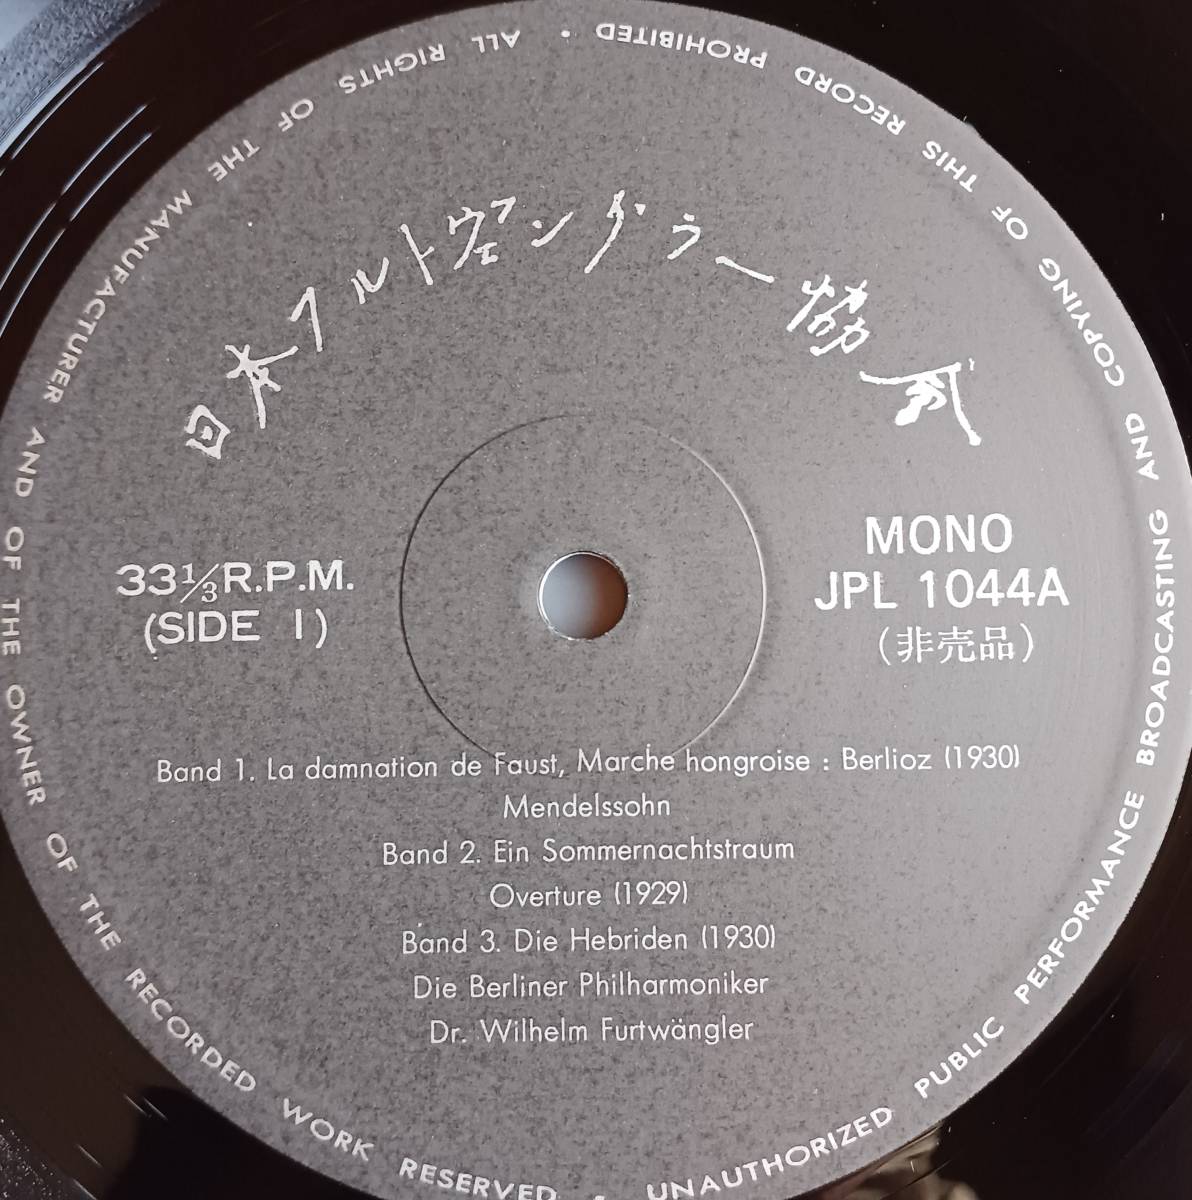 日本フルトヴェングラー協会
33⅓R.P.M.
(SIDE 1)
MONO
JPL 1044A
(非売品)
Band 1. La damnation de Faust, Marche hongroise : Berlioz (1930)
Mendelssohn
Band 2. Ein Sommernachtstraum
Overture (1929)
Band 3. Die Hebriden (1930)
Die Berliner Philharmoniker
Dr. Wilhelm Furtwängler
ALL RIGHTS OF THE MANUFACTURER AND OF THE OWNER OF THE RECORDED WORK RESERVED • UNAUTHORIZED PUBLIC PERFORMANCE BROADCASTING AND COPYING OF THIS RECORD PROHIBITED •